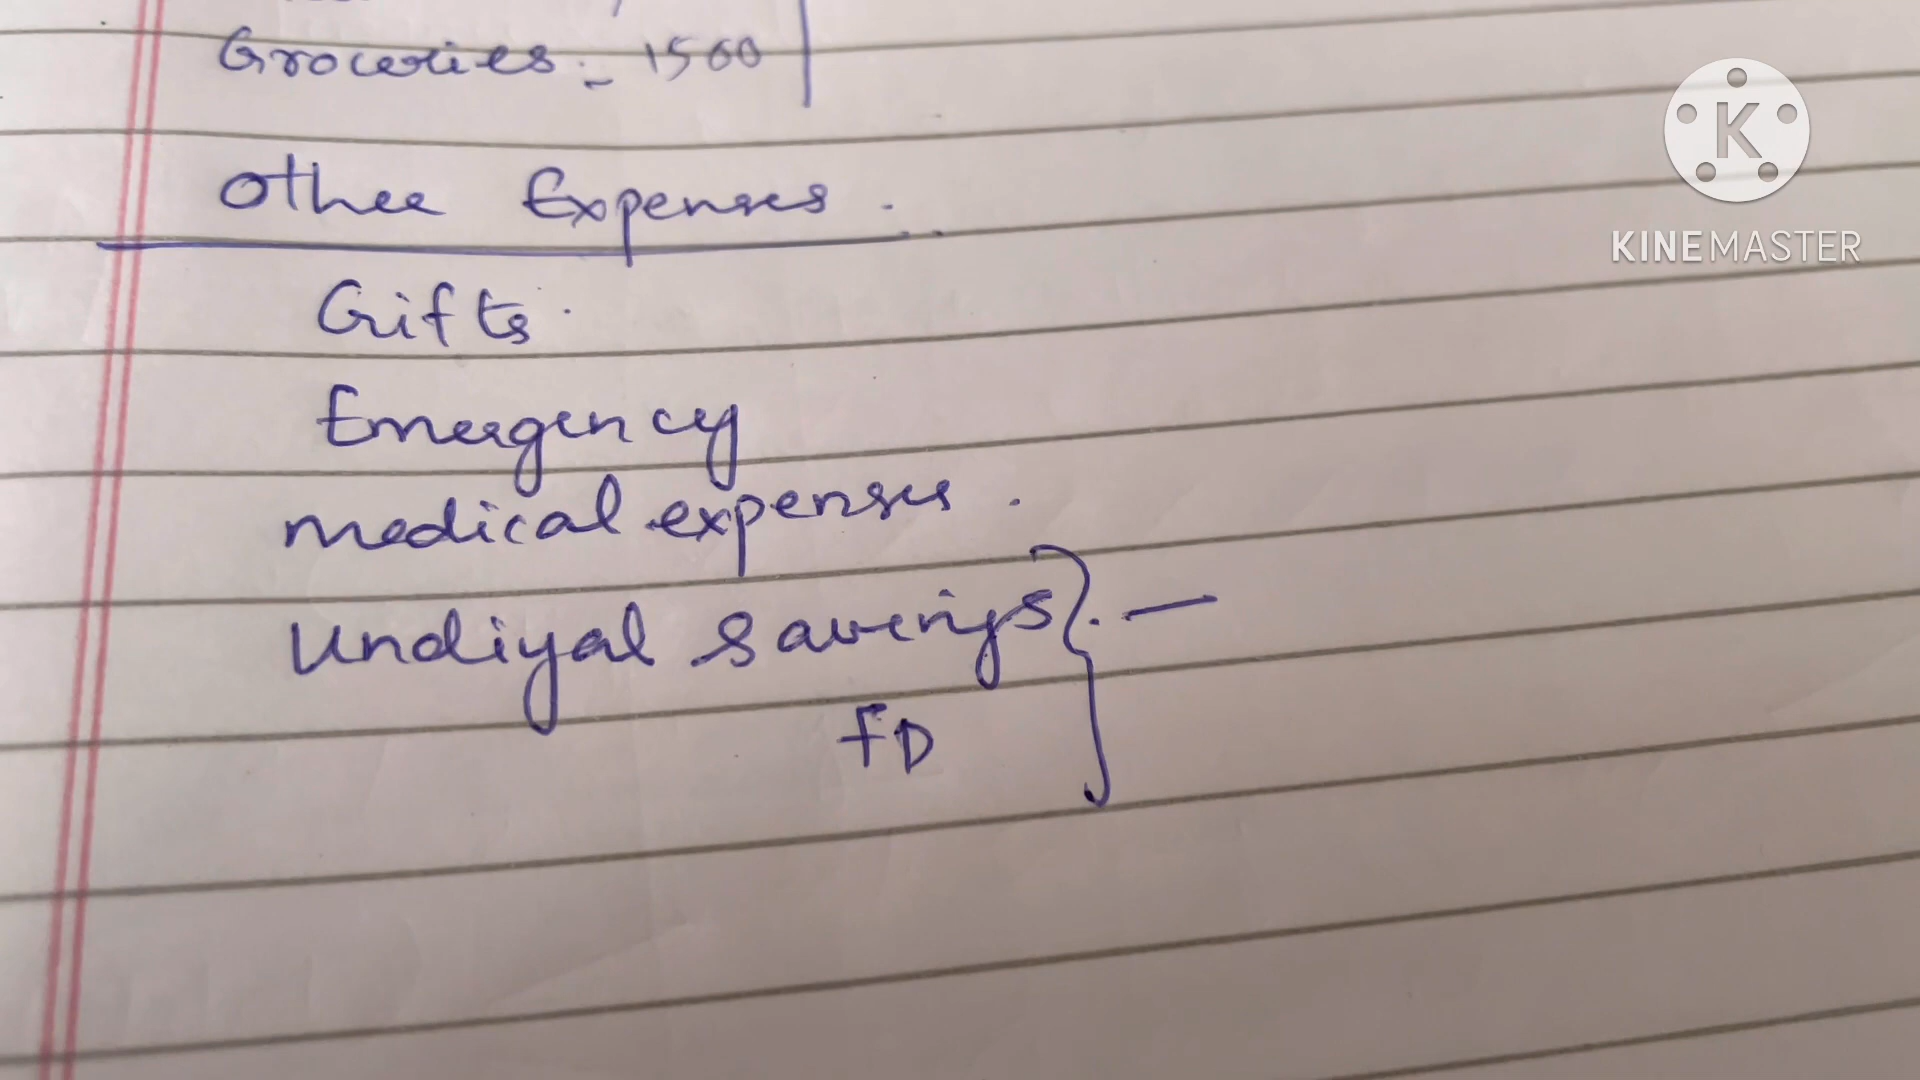 Groceries :- 1500
Other Expenses.
Gifts.
Emergency
medical expenses.
Undiyal savings } . —
FD
K
KINEMASTER